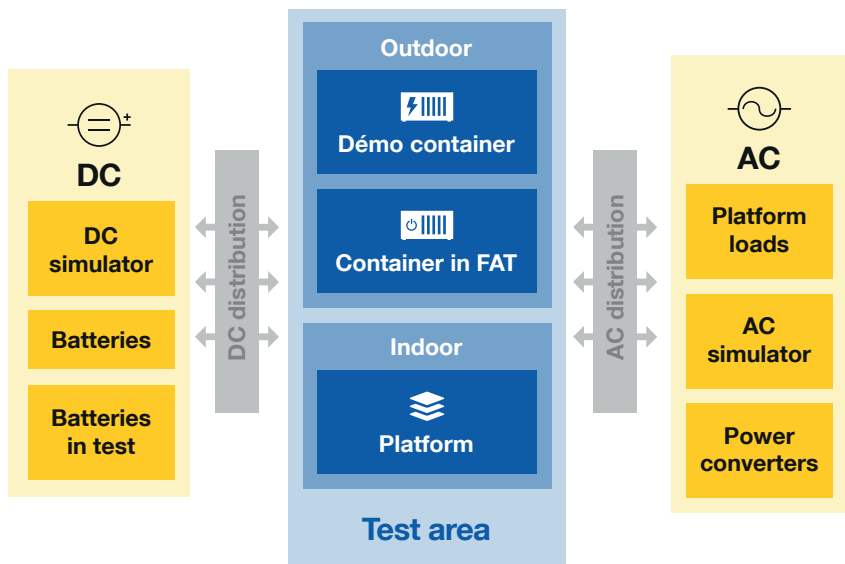 DC
DC
simulator
Batteries
Batteries
in test
DC distribution
Outdoor
Démo container
Container in FAT
Indoor
Platform
Test area
AC distribution
AC
Platform
loads
AC
simulator
Power
converters